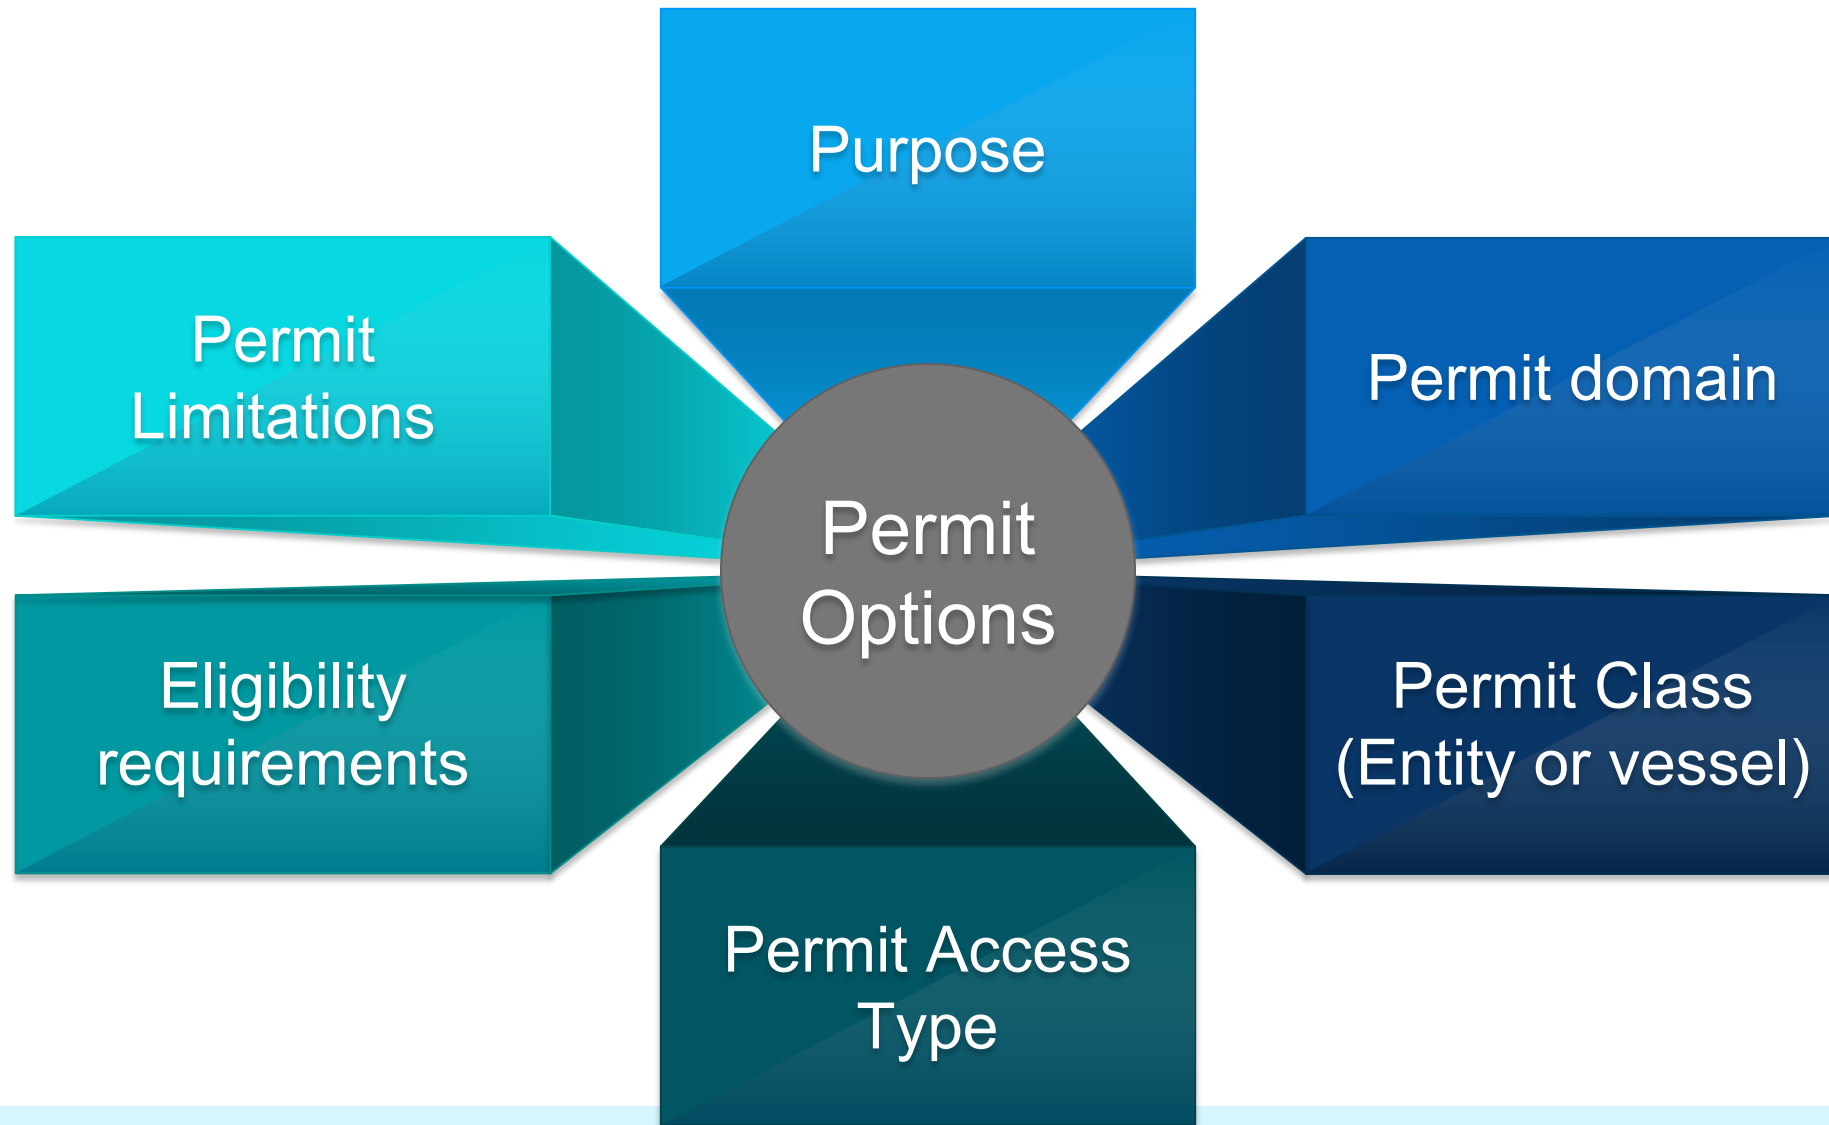 Purpose
Permit
Limitations
Permit domain
Permit
Options
Eligibility
requirements
Permit Class
(Entity or vessel)
Permit Access
Type